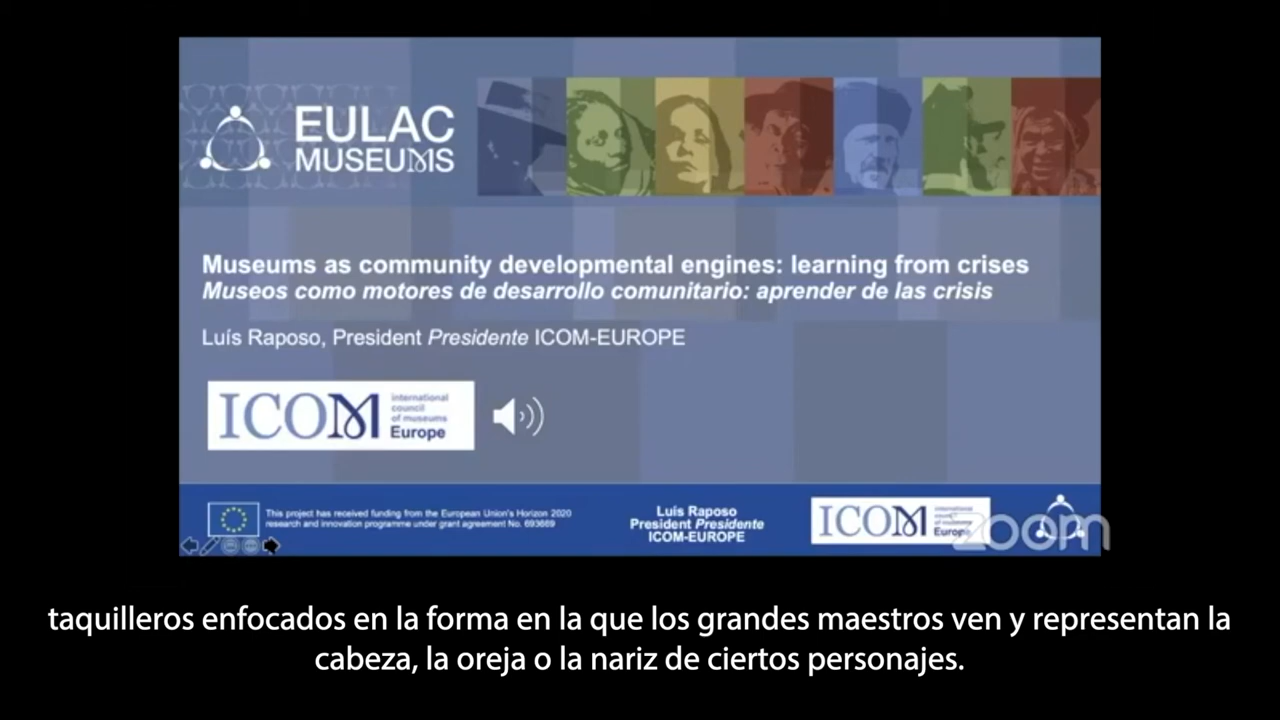 EULAC
MUSEUMS
Museums as community developmental engines: learning from crises
Museos como motores de desarrollo comunitario: aprender de las crisis
Luís Raposo, President Presidente ICOM-EUROPE
ICOM
international
council
of museums
Europe
This project has received funding from the European Union's Horizon 2020
research and innovation programme under grant agreement No. 693669
Luís Raposo
President Presidente
ICOM-EUROPE
ICOM
international
of museums
Europe
zoom
taquilleros enfocados en la forma en la que los grandes maestros ven y representan la
cabeza, la oreja o la nariz de ciertos personajes.